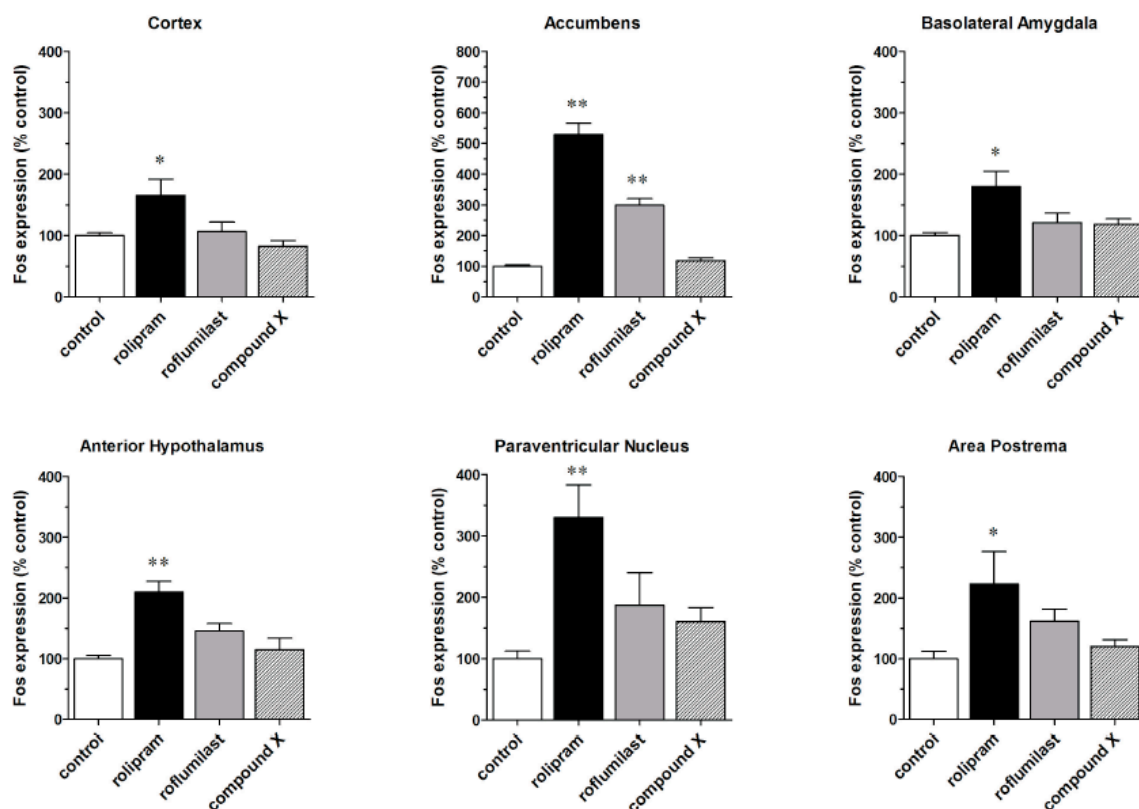 Cortex
Fos expression (% control)
400
300
200
100
0
*
control
rolipram
roflumilast
compound X
Accumbens
Fos expression (% control)
800
700
600
500
400
300
200
100
0
**
**
control
rolipram
roflumilast
compound X
Basolateral Amygdala
Fos expression (% control)
400
300
200
100
0
*
control
rolipram
roflumilast
compound X
Anterior Hypothalamus
Fos expression (% control)
400
300
200
100
0
**
control
rolipram
roflumilast
compound X
Paraventricular Nucleus
Fos expression (% control)
400
300
200
100
0
**
control
rolipram
roflumilast
compound X
Area Postrema
Fos expression (% control)
400
300
200
100
0
*
control
rolipram
roflumilast
compound X